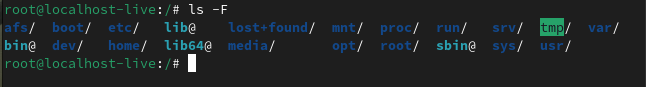 root@localhost-live:/# ls -F
afs/  boot/  etc/   lib@    lost+found/  mnt/  proc/  run/   srv/  tmp/  var/
bin@  dev/   home/  lib64@  media/       opt/  root/  sbin@  sys/  usr/
root@localhost-live:/#